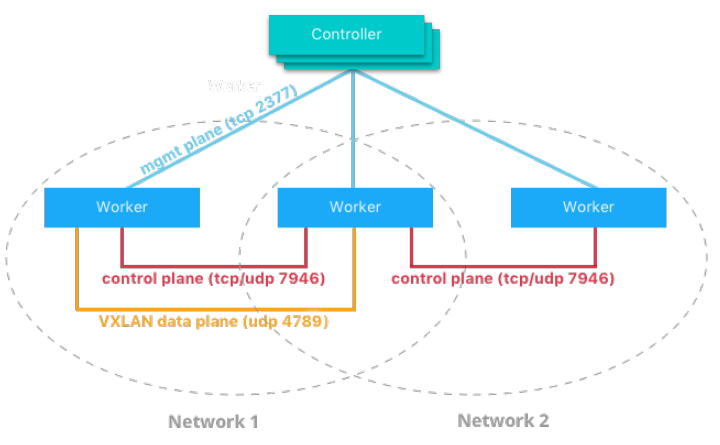 Controller
Worker
mgmt plane (tcp 2377)
Worker
Worker
Worker
control plane (tcp/udp 7946)
control plane (tcp/udp 7946)
VXLAN data plane (udp 4789)
Network 1
Network 2